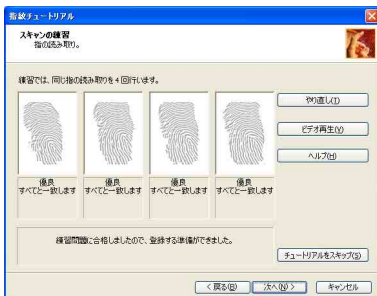 指紋チュートリアル
スキャンの練習
指の読み取り。
練習では、同じ指の読み取りを4回行います。
やり直し(T)
ビデオ再生(V)
ヘルプ(H)
優良 優良 優良 優良
すべてと一致します すべてと一致します すべてと一致します すべてと一致します
練習問題に合格しましたので、登録する準備ができました。
チュートリアルをスキップ(S)
< 戻る(B) 次へ(N) > キャンセル